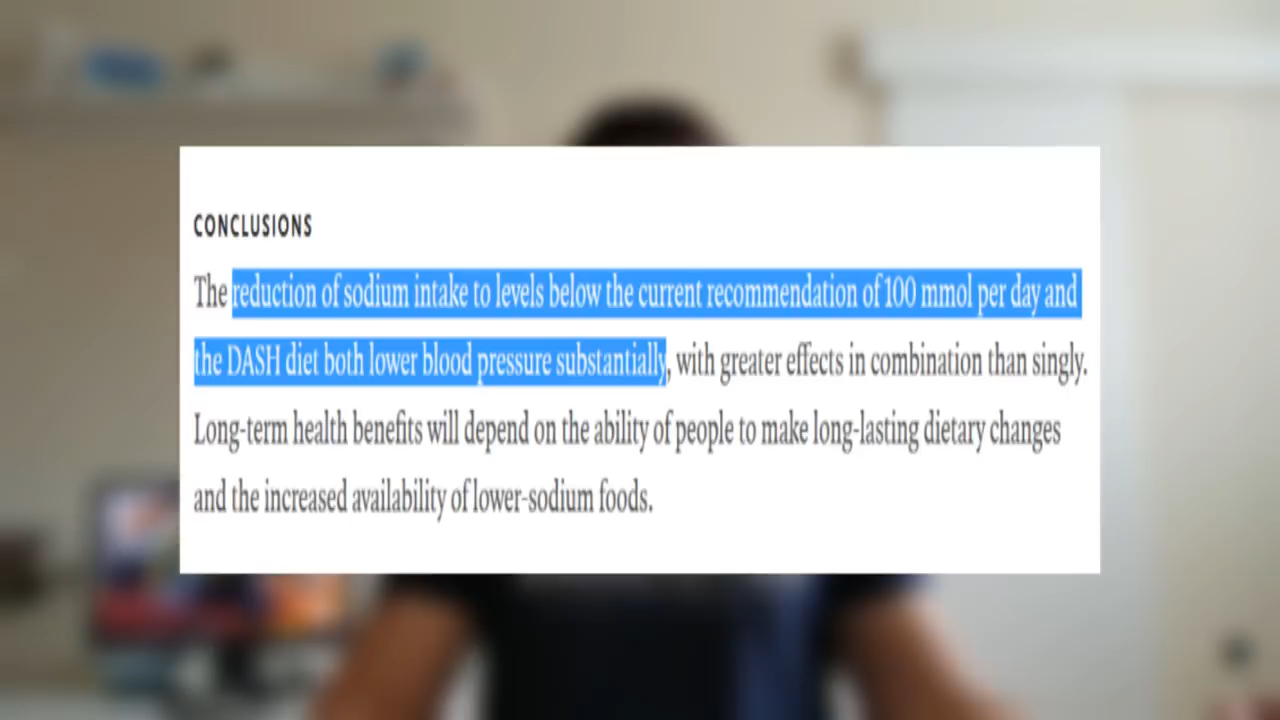 CONCLUSIONS
The reduction of sodium intake to levels below the current recommendation of 100 mmol per day and
the DASH diet both lower blood pressure substantially, with greater effects in combination than singly.
Long-term health benefits will depend on the ability of people to make long-lasting dietary changes
and the increased availability of lower-sodium foods.